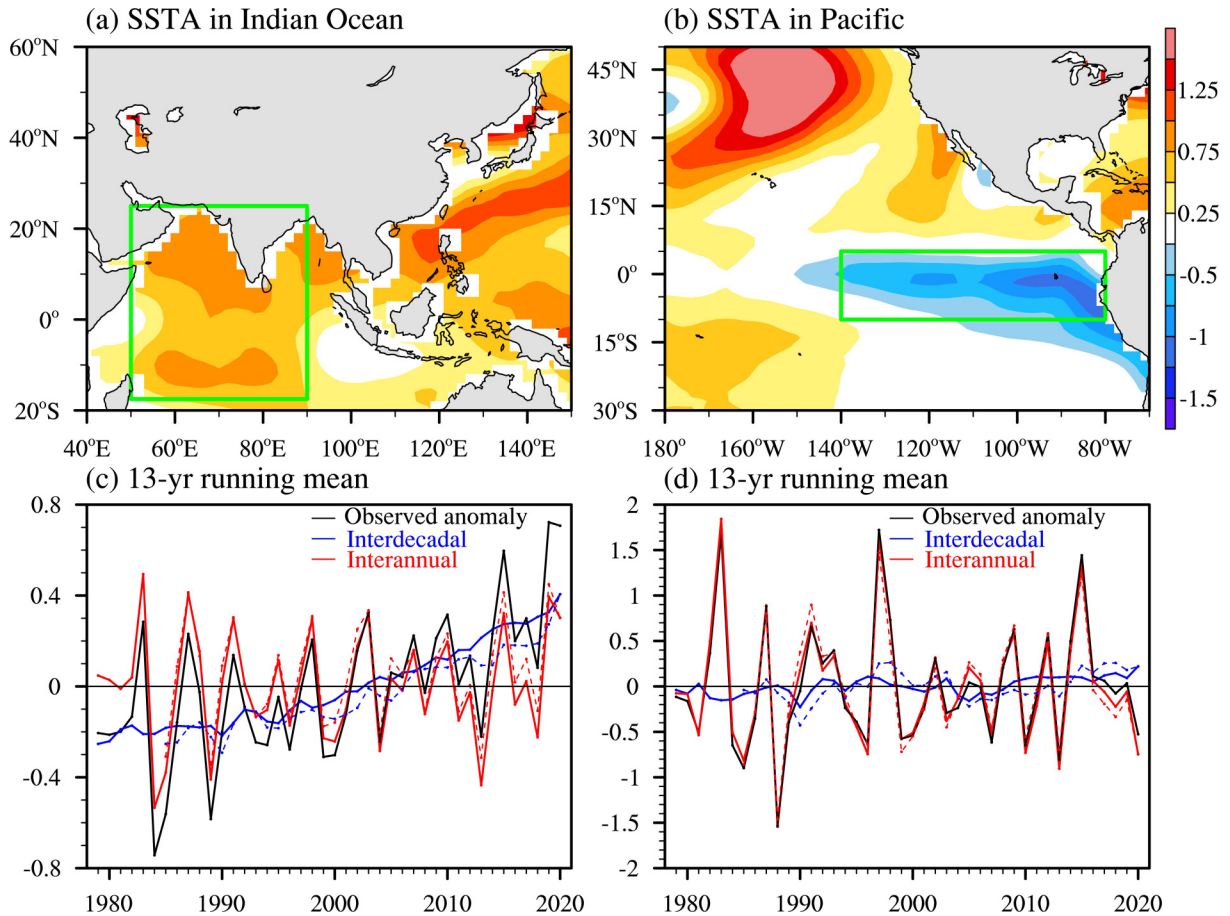 (a) SSTA in Indian Ocean
(b) SSTA in Pacific
60°N
40°N
20°N
0°
20°S
40°E 60°E 80°E 100°E 120°E 140°E
45°N
30°N
15°N
0°
15°S
30°S
180° 160°W 140°W 120°W 100°W 80°W
1.25
0.75
0.25
-0.5
-1
-1.5
(c) 13-yr running mean
(d) 13-yr running mean
0.8
0.4
0
-0.4
-0.8
Observed anomaly
Interdecadal
Interannual
1980 1990 2000 2010 2020
2
1.5
1
0.5
0
-0.5
-1
-1.5
-2
Observed anomaly
Interdecadal
Interannual
1980 1990 2000 2010 2020